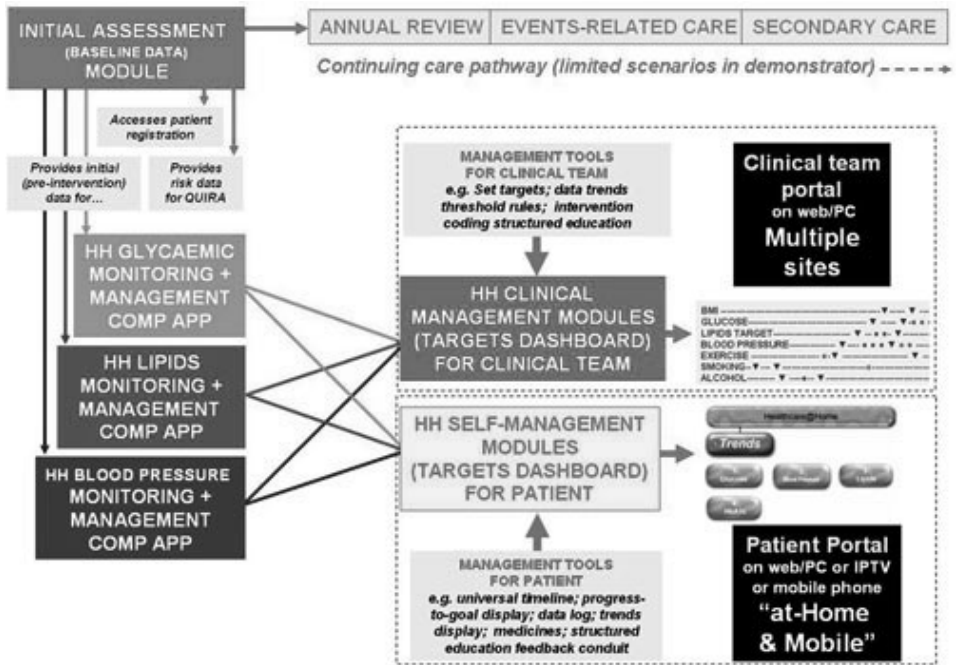 INITIAL ASSESSMENT
(BASELINE DATA)
MODULE
ANNUAL REVIEW
EVENTS-RELATED CARE
SECONDARY CARE
Continuing care pathway (limited scenarios in demonstrator)
Accesses patient
registration
Provides initial
(pre-intervention)
data for...
Provides
risk data
for QUIRA
HH GLYCAEMIC
MONITORING +
MANAGEMENT
COMP APP
HH LIPIDS
MONITORING +
MANAGEMENT
COMP APP
HH BLOOD PRESSURE
MONITORING +
MANAGEMENT
COMP APP
MANAGEMENT TOOLS
FOR CLINICAL TEAM
e.g. Set targets; data trends
threshold rules; intervention
coding structured education
HH CLINICAL
MANAGEMENT MODULES
(TARGETS DASHBOARD)
FOR CLINICAL TEAM
Clinical team
portal
on web/PC
Multiple
sites
BMI
GLUCOSE
LIPIDS TARGET
BLOOD PRESSURE
EXERCISE
SMOKING
ALCOHOL
HH SELF-MANAGEMENT
MODULES
(TARGETS DASHBOARD)
FOR PATIENT
Healthcare@Home
Trends
MANAGEMENT TOOLS
FOR PATIENT
e.g. universal timeline; progress-
to-goal display; data log; trends
display; medicines; structured
education feedback conduit
Patient Portal
on web/PC or IPTV
or mobile phone
"at-Home
& Mobile"